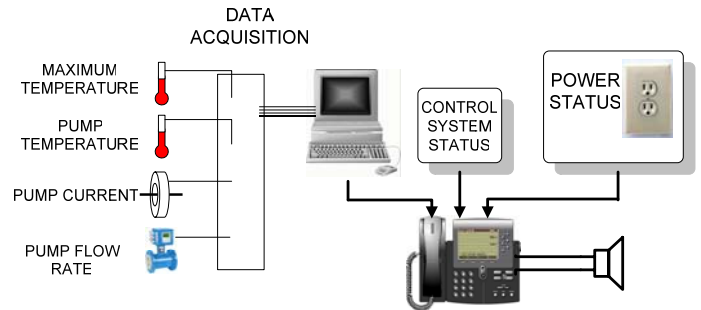 DATA
ACQUISITION
MAXIMUM
TEMPERATURE
PUMP
TEMPERATURE
PUMP CURRENT
PUMP FLOW
RATE
CONTROL
SYSTEM
STATUS
POWER
STATUS